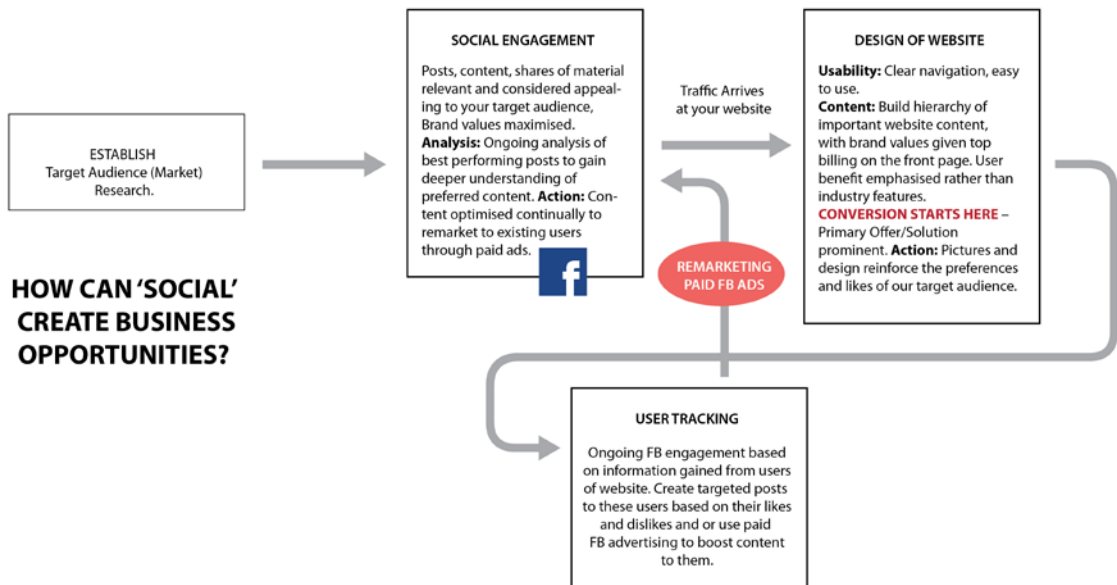 ESTABLISH
Target Audience (Market)
Research.
HOW CAN ‘SOCIAL’
CREATE BUSINESS
OPPORTUNITIES?
SOCIAL ENGAGEMENT
Posts, content, shares of material
relevant and considered appeal-
ing to your target audience,
Brand values maximised.
Analysis: Ongoing analysis of
best performing posts to gain
deeper understanding of
preferred content. Action: Con-
tent optimised continually to
remarket to existing users
through paid ads.
f
Traffic Arrives
at your website
REMARKETING
PAID FB ADS
DESIGN OF WEBSITE
Usability: Clear navigation, easy
to use.
Content: Build hierarchy of
important website content,
with brand values given top
billing on the front page. User
benefit emphasised rather than
industry features.
CONVERSION STARTS HERE –
Primary Offer/Solution
prominent. Action: Pictures and
design reinforce the preferences
and likes of our target audience.
USER TRACKING
Ongoing FB engagement based
on information gained from users
of website. Create targeted posts
to these users based on their likes
and dislikes and or use paid
FB advertising to boost content
to them.